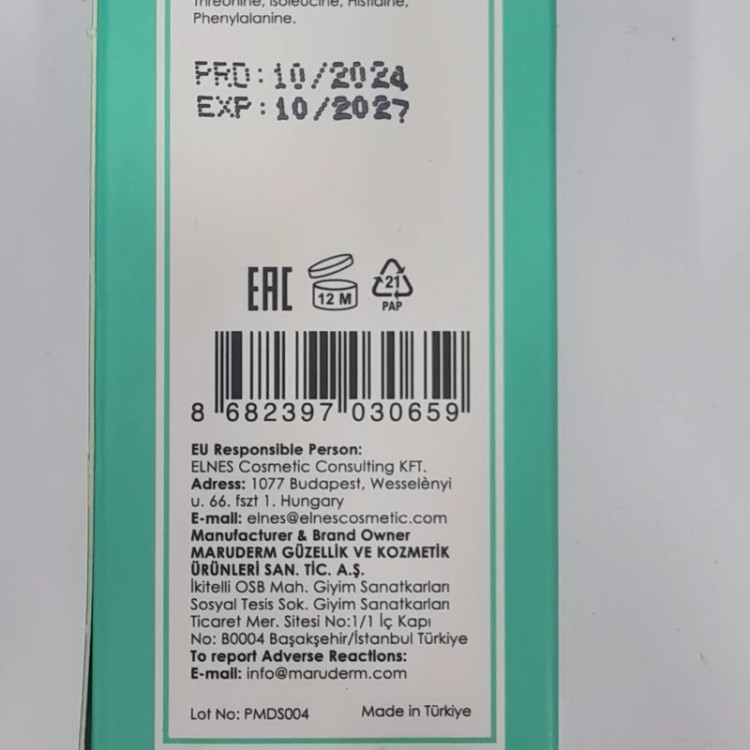 Threonine, Isoleucine, Histidine,
Phenylalanine.
PRD:10/2024
EXP:10/2027
EAC
12 M
21
PAP
8 682397 030659
EU Responsible Person:
ELNES Cosmetic Consulting KFT.
Adress: 1077 Budapest, Wesselènyi
u. 66. fszt 1. Hungary
E-mail: elnes@elnescosmetic.com
Manufacturer & Brand Owner
MARUDERM GÜZELLİK VE KOZMETİK
ÜRÜNLERİ SAN. TİC. A.Ş.
İkitelli OSB Mah. Giyim Sanatkarları
Sosyal Tesis Sok. Giyim Sanatkarları
Ticaret Mer. Sitesi No:1/1 İç Kapı
No: B0004 Başakşehir/İstanbul Türkiye
To report Adverse Reactions:
E-mail: info@maruderm.com
Lot No: PMDS004 Made in Türkiye